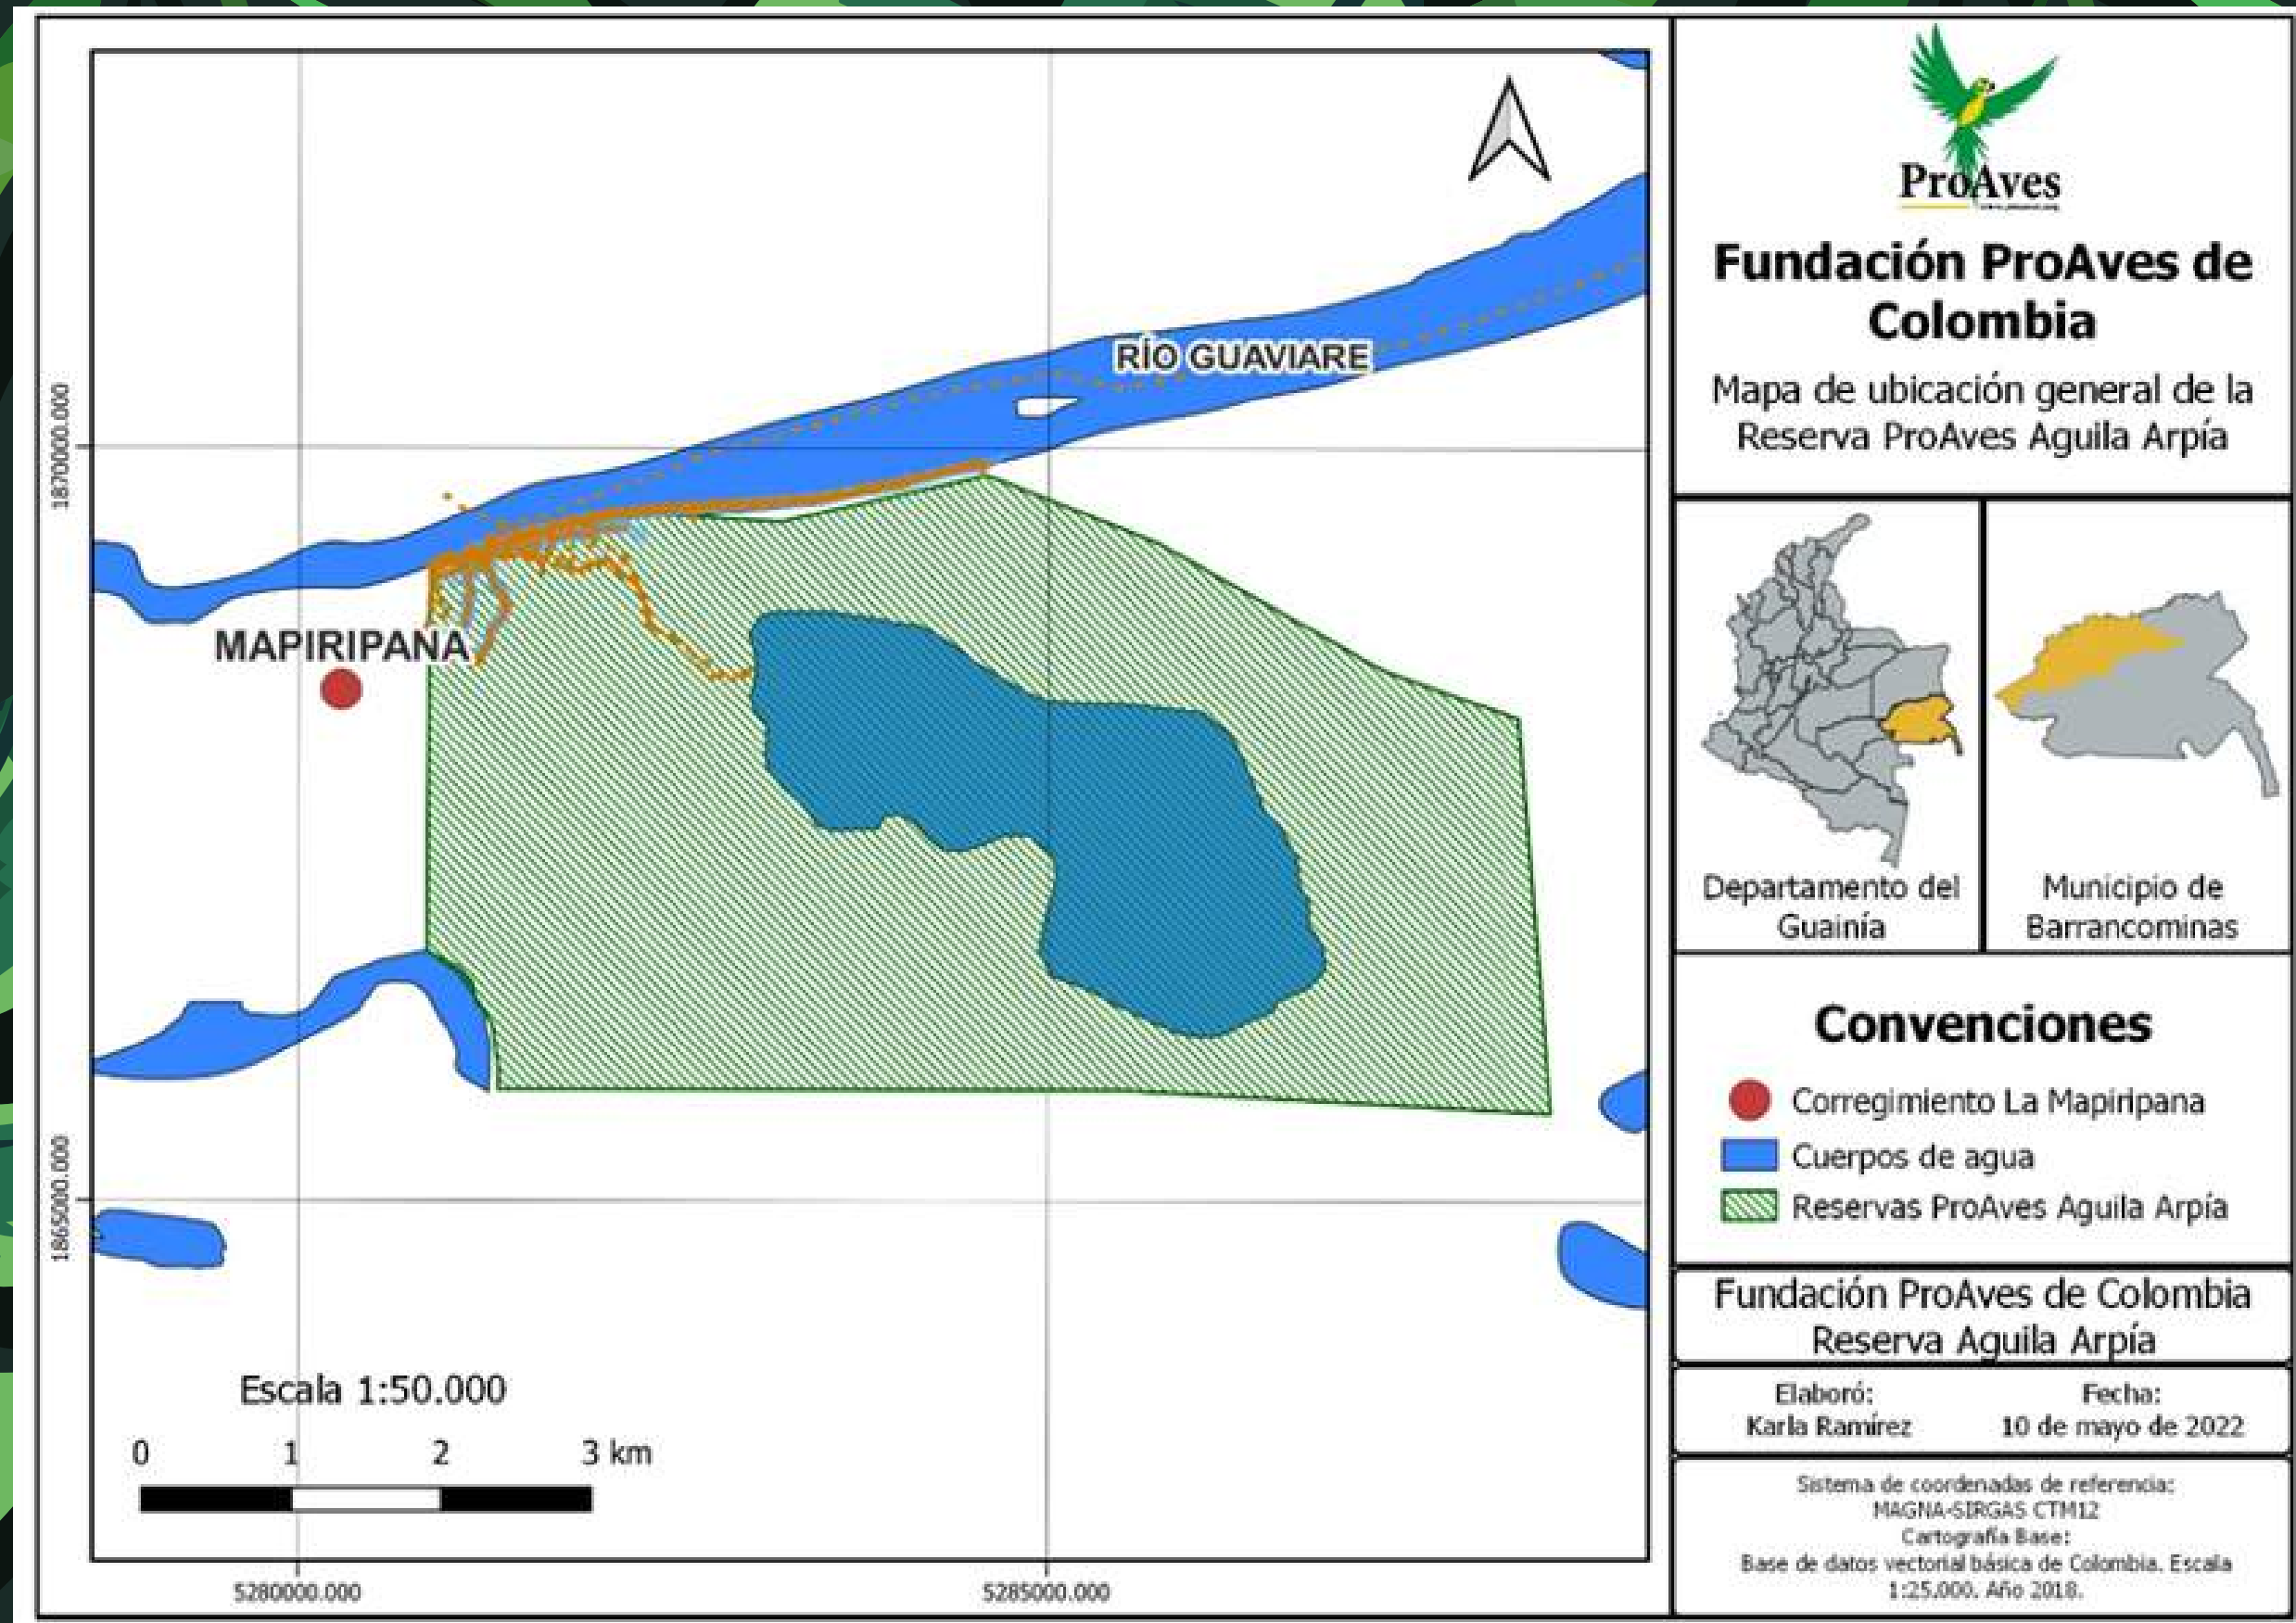 1870000.000
1865000.000
RÍO GUAVIARE
MAPIRIPANA
Escala 1:50.000
0 1 2 3 km
5280000.000 5285000.000
ProAves
Fundación ProAves de
Colombia
Mapa de ubicación general de la
Reserva ProAves Aguila Arpía
Departamento del
Guainía
Municipio de
Barrancominas
Convenciones
Corregimiento La Mapiripana
Cuerpos de agua
Reservas ProAves Aguila Arpía
Fundación ProAves de Colombia
Reserva Aguila Arpía
Elaboró:
Karla Ramírez
Fecha:
10 de mayo de 2022
Sistema de coordenadas de referencia:
MAGNA-SIRGAS CTM12
Cartografía Base:
Base de datos vectorial básica de Colombia. Escala
1:25.000. Año 2018.